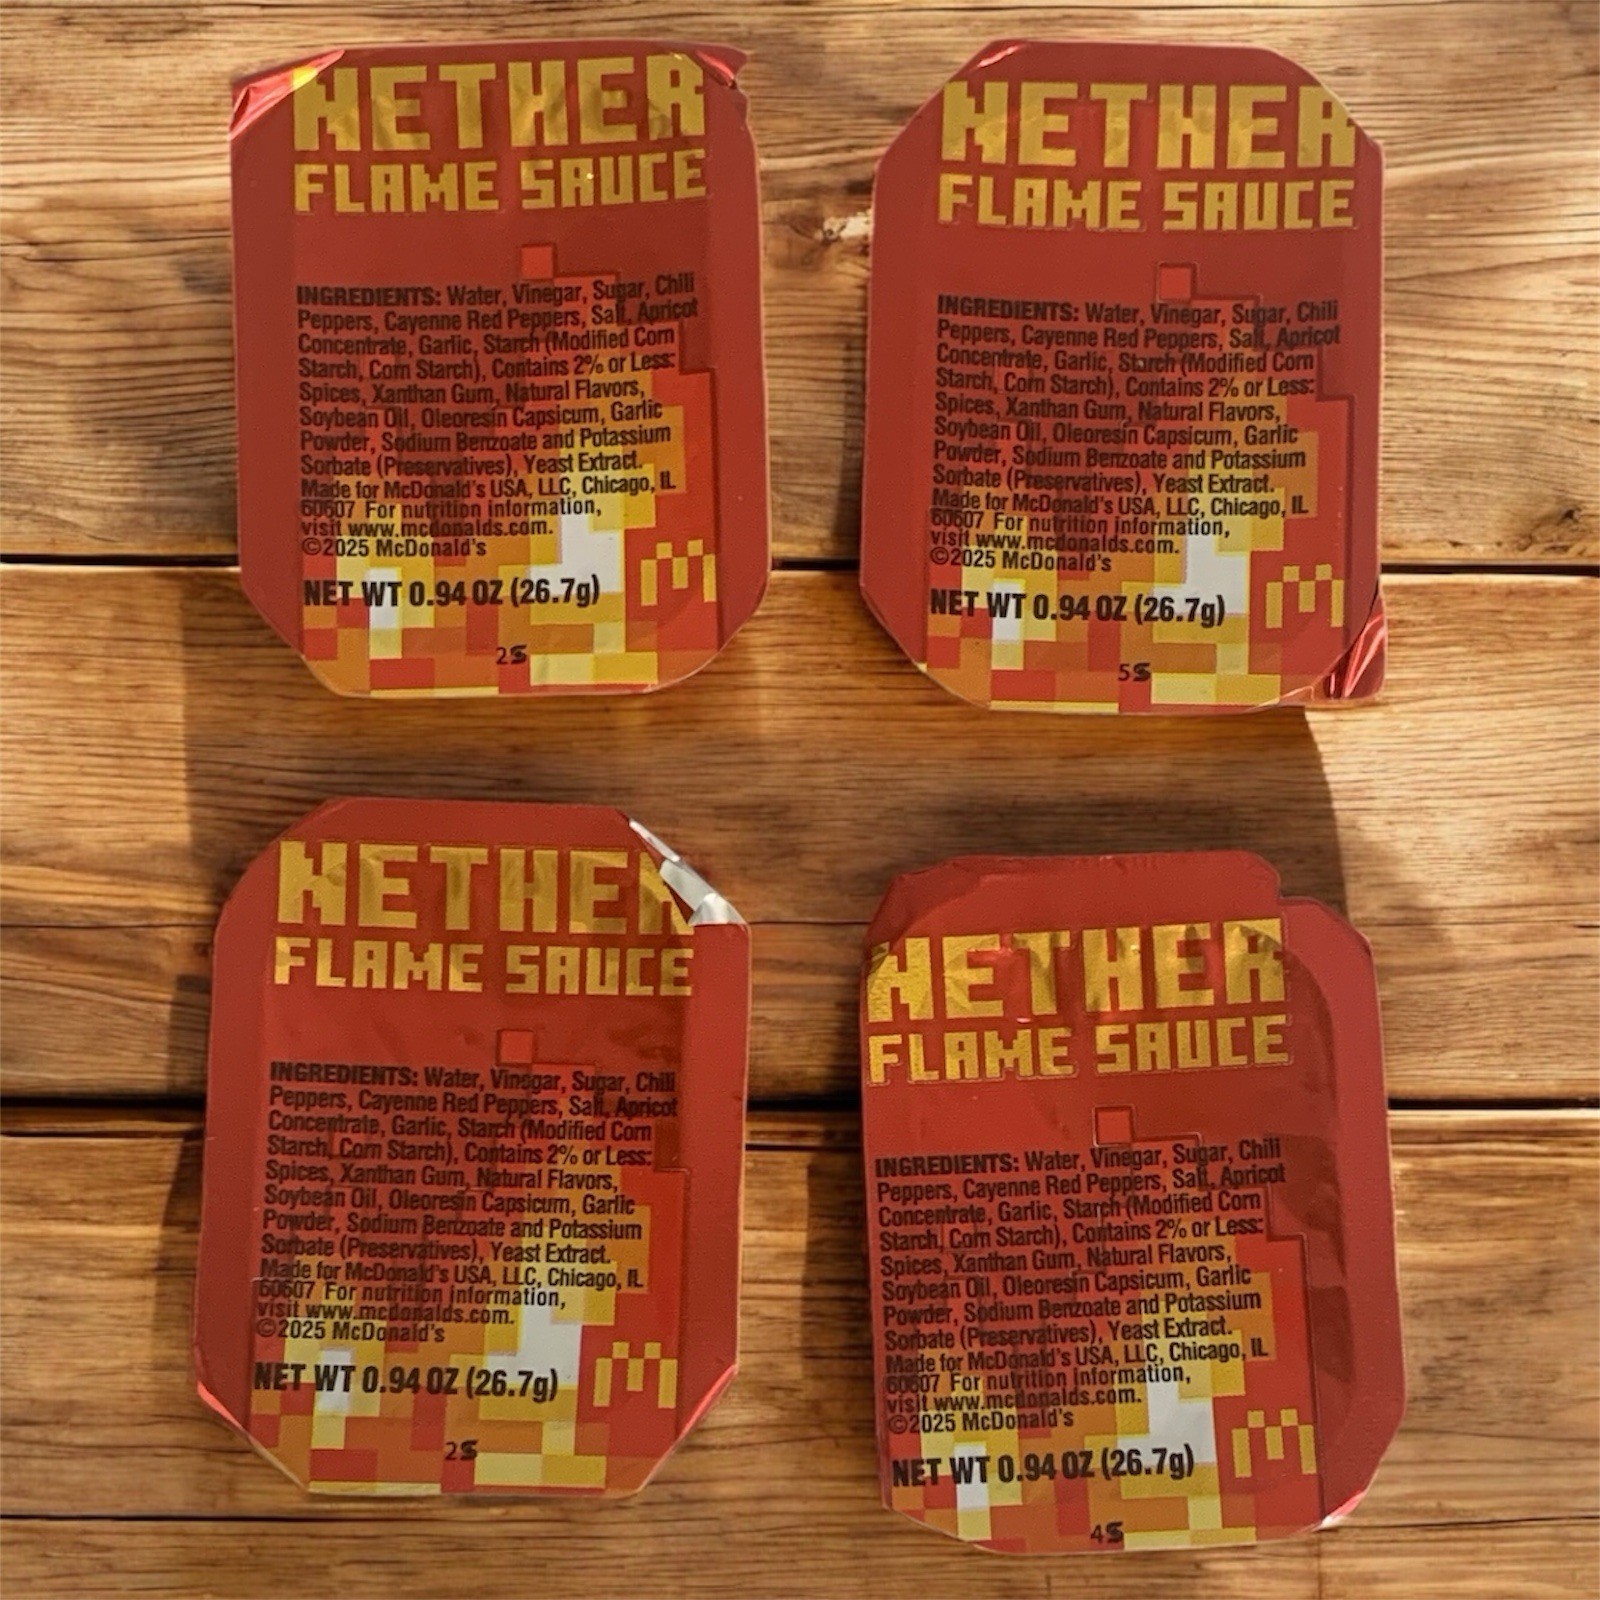 NETHER
FLAME SAUCE
INGREDIENTS: Water, Vinegar, Sugar, Chili
Peppers, Cayenne Red Peppers, Salt, Apricot
Concentrate, Garlic, Starch (Modified Corn
Starch, Corn Starch), Contains 2% or Less:
Spices, Xanthan Gum, Natural Flavors,
Soybean Oil, Oleoresin Capsicum, Garlic
Powder, Sodium Benzoate and Potassium
Sorbate (Preservatives), Yeast Extract.
Made for McDonald's USA, LLC, Chicago, IL
60607 For nutrition information,
visit www.mcdonalds.com.
©2025 McDonald's
NET WT 0.94 OZ (26.7g)
2S
NETHER
FLAME SAUCE
INGREDIENTS: Water, Vinegar, Sugar, Chili
Peppers, Cayenne Red Peppers, Salt, Apricot
Concentrate, Garlic, Starch (Modified Corn
Starch, Corn Starch), Contains 2% or Less:
Spices, Xanthan Gum, Natural Flavors,
Soybean Oil, Oleoresin Capsicum, Garlic
Powder, Sodium Benzoate and Potassium
Sorbate (Preservatives), Yeast Extract.
Made for McDonald's USA, LLC, Chicago, IL
60607 For nutrition information,
visit www.mcdonalds.com.
©2025 McDonald's
NET WT 0.94 OZ (26.7g)
5S
NETHER
FLAME SAUCE
INGREDIENTS: Water, Vinegar, Sugar, Chili
Peppers, Cayenne Red Peppers, Salt, Apricot
Concentrate, Garlic, Starch (Modified Corn
Starch, Corn Starch), Contains 2% or Less:
Spices, Xanthan Gum, Natural Flavors,
Soybean Oil, Oleoresin Capsicum, Garlic
Powder, Sodium Benzoate and Potassium
Sorbate (Preservatives), Yeast Extract.
Made for McDonald's USA, LLC, Chicago, IL
60607 For nutrition information,
visit www.mcdonalds.com.
©2025 McDonald's
NET WT 0.94 OZ (26.7g)
2S
NETHER
FLAME SAUCE
INGREDIENTS: Water, Vinegar, Sugar, Chili
Peppers, Cayenne Red Peppers, Salt, Apricot
Concentrate, Garlic, Starch (Modified Corn
Starch, Corn Starch), Contains 2% or Less:
Spices, Xanthan Gum, Natural Flavors,
Soybean Oil, Oleoresin Capsicum, Garlic
Powder, Sodium Benzoate and Potassium
Sorbate (Preservatives), Yeast Extract.
Made for McDonald's USA, LLC, Chicago, IL
60607 For nutrition information,
visit www.mcdonalds.com.
©2025 McDonald's
NET WT 0.94 OZ (26.7g)
4S